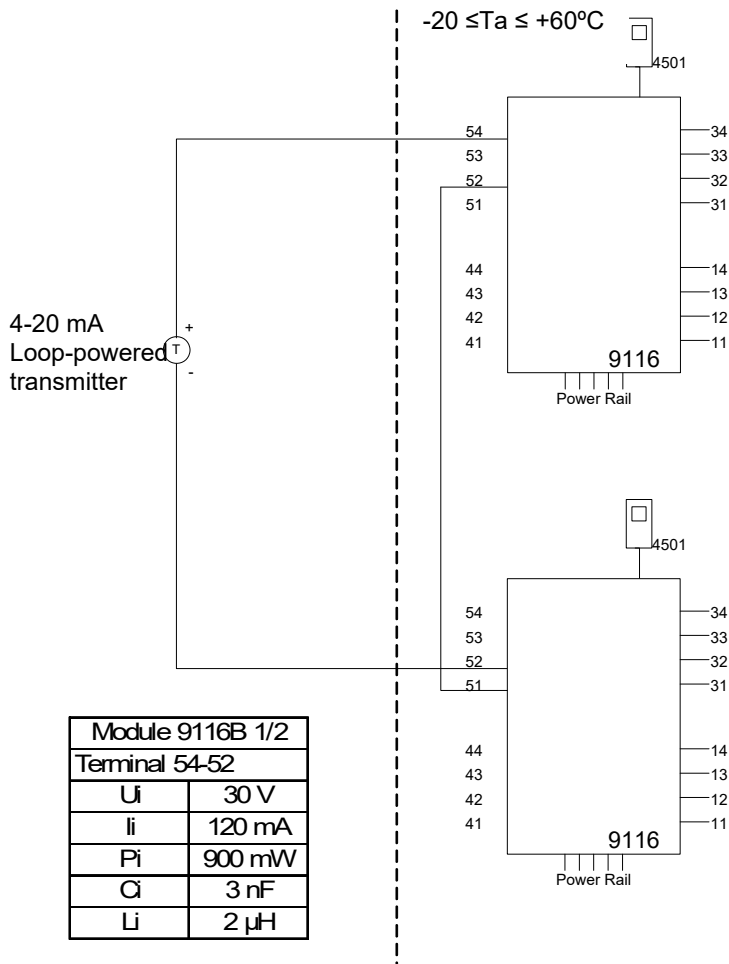 -20 ≤Ta ≤ +60ºC
4501
54
53
52
51
44
43
42
41
34
33
32
31
14
13
12
11
9116
Power Rail
4-20 mA
Loop-powered
transmitter
+
T
-
4501
54
53
52
51
44
43
42
41
34
33
32
31
14
13
12
11
9116
Power Rail
Module 9116B 1/2
Terminal 54-52
Ui 30 V
Ii 120 mA
Pi 900 mW
Ci 3 nF
Li 2 µH